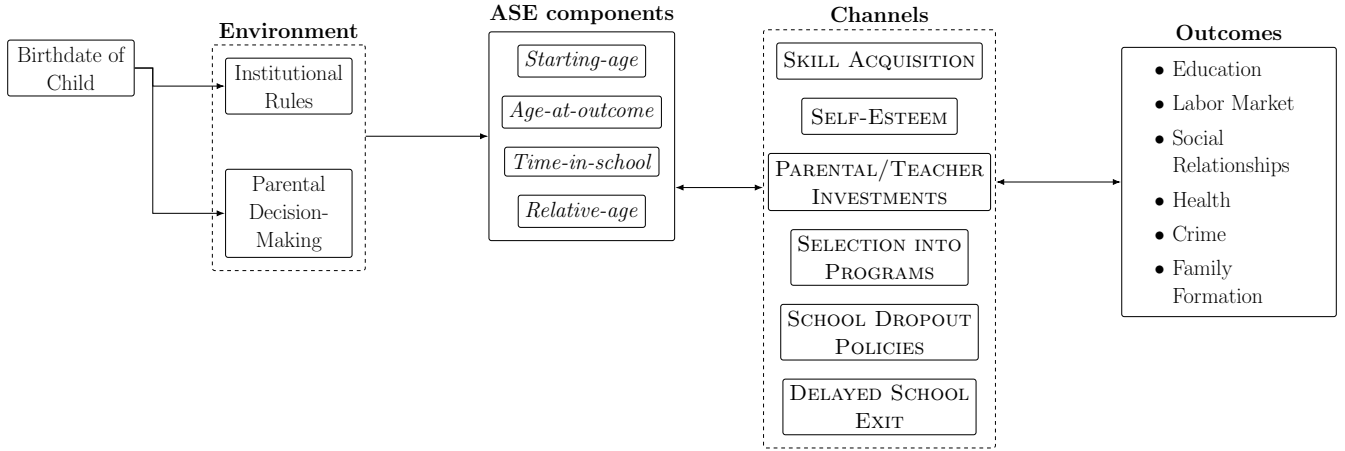 Birthdate of
Child
Environment
Institutional
Rules
Parental
Decision-
Making
ASE components
Starting-age
Age-at-outcome
Time-in-school
Relative-age
Channels
Skill Acquisition
Self-Esteem
Parental/Teacher
Investments
Selection into
Programs
School Dropout
Policies
Delayed School
Exit
Outcomes
• Education
• Labor Market
• Social
Relationships
• Health
• Crime
• Family
Formation